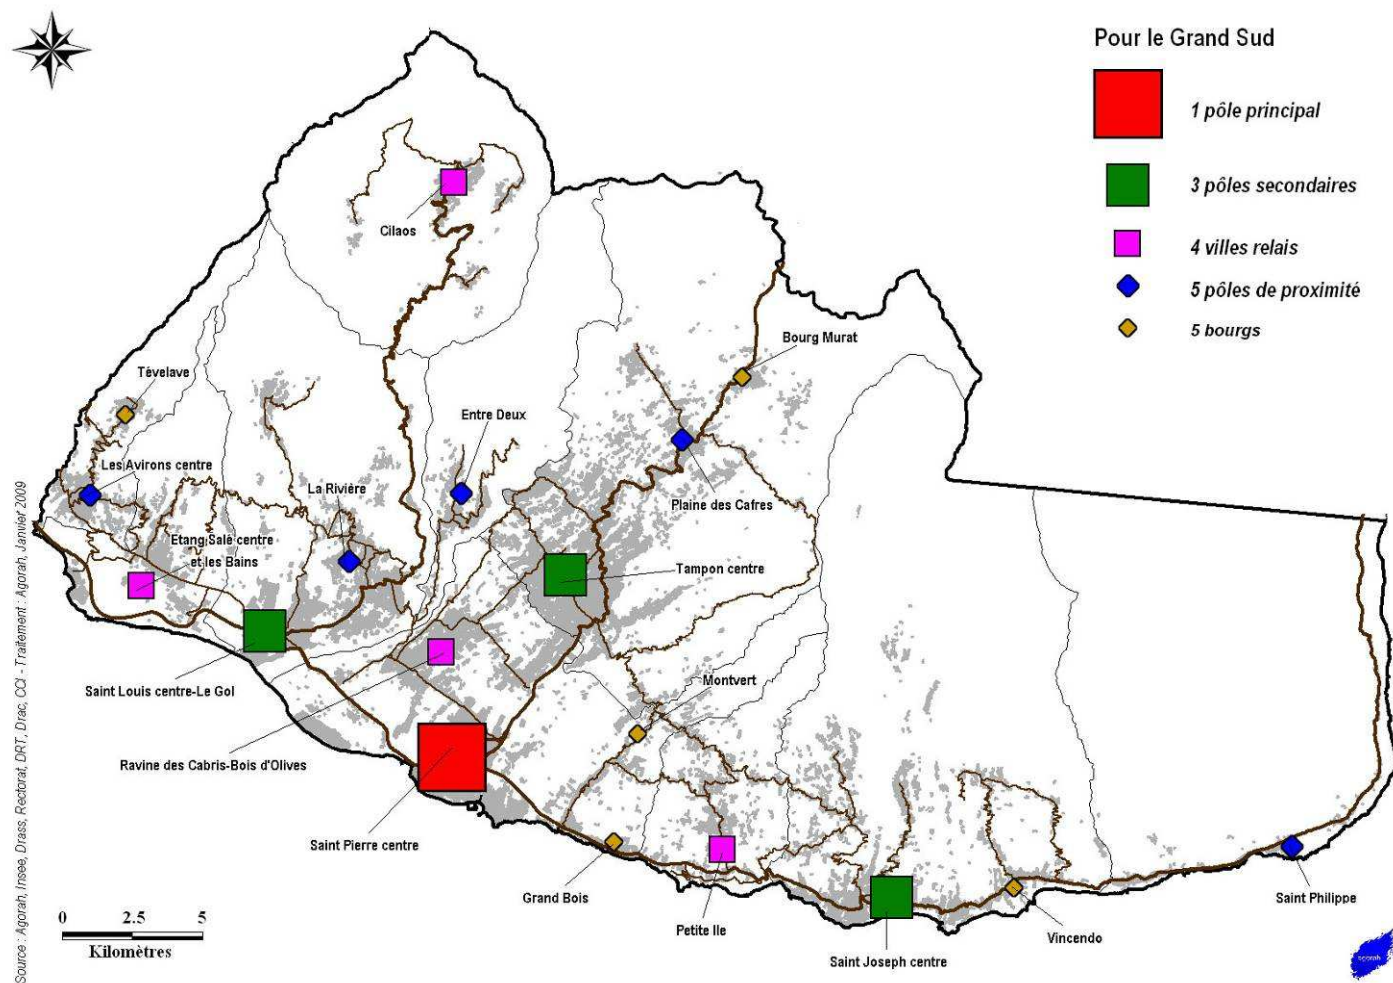 Pour le Grand Sud
1 pôle principal
3 pôles secondaires
4 villes relais
5 pôles de proximité
5 bourgs
Cilaos
Bourg Murat
Tévelave
Entre Deux
Les Avirons centre
La Rivière
Plaine des Cafres
Etang Salé centre
et les Bains
Tampon centre
Montvert
Saint Louis centre-Le Gol
Ravine des Cabris-Bois d'Olives
Saint Pierre centre
Grand Bois
Petite Ile
Saint Joseph centre
Vincendo
Saint Philippe
0 2.5 5
Kilomètres
Source : Agorah, Insee, Drass, Rectorat, DRT, Drac, CCI - Traitement : Agorah, Janvier 2009
agorah